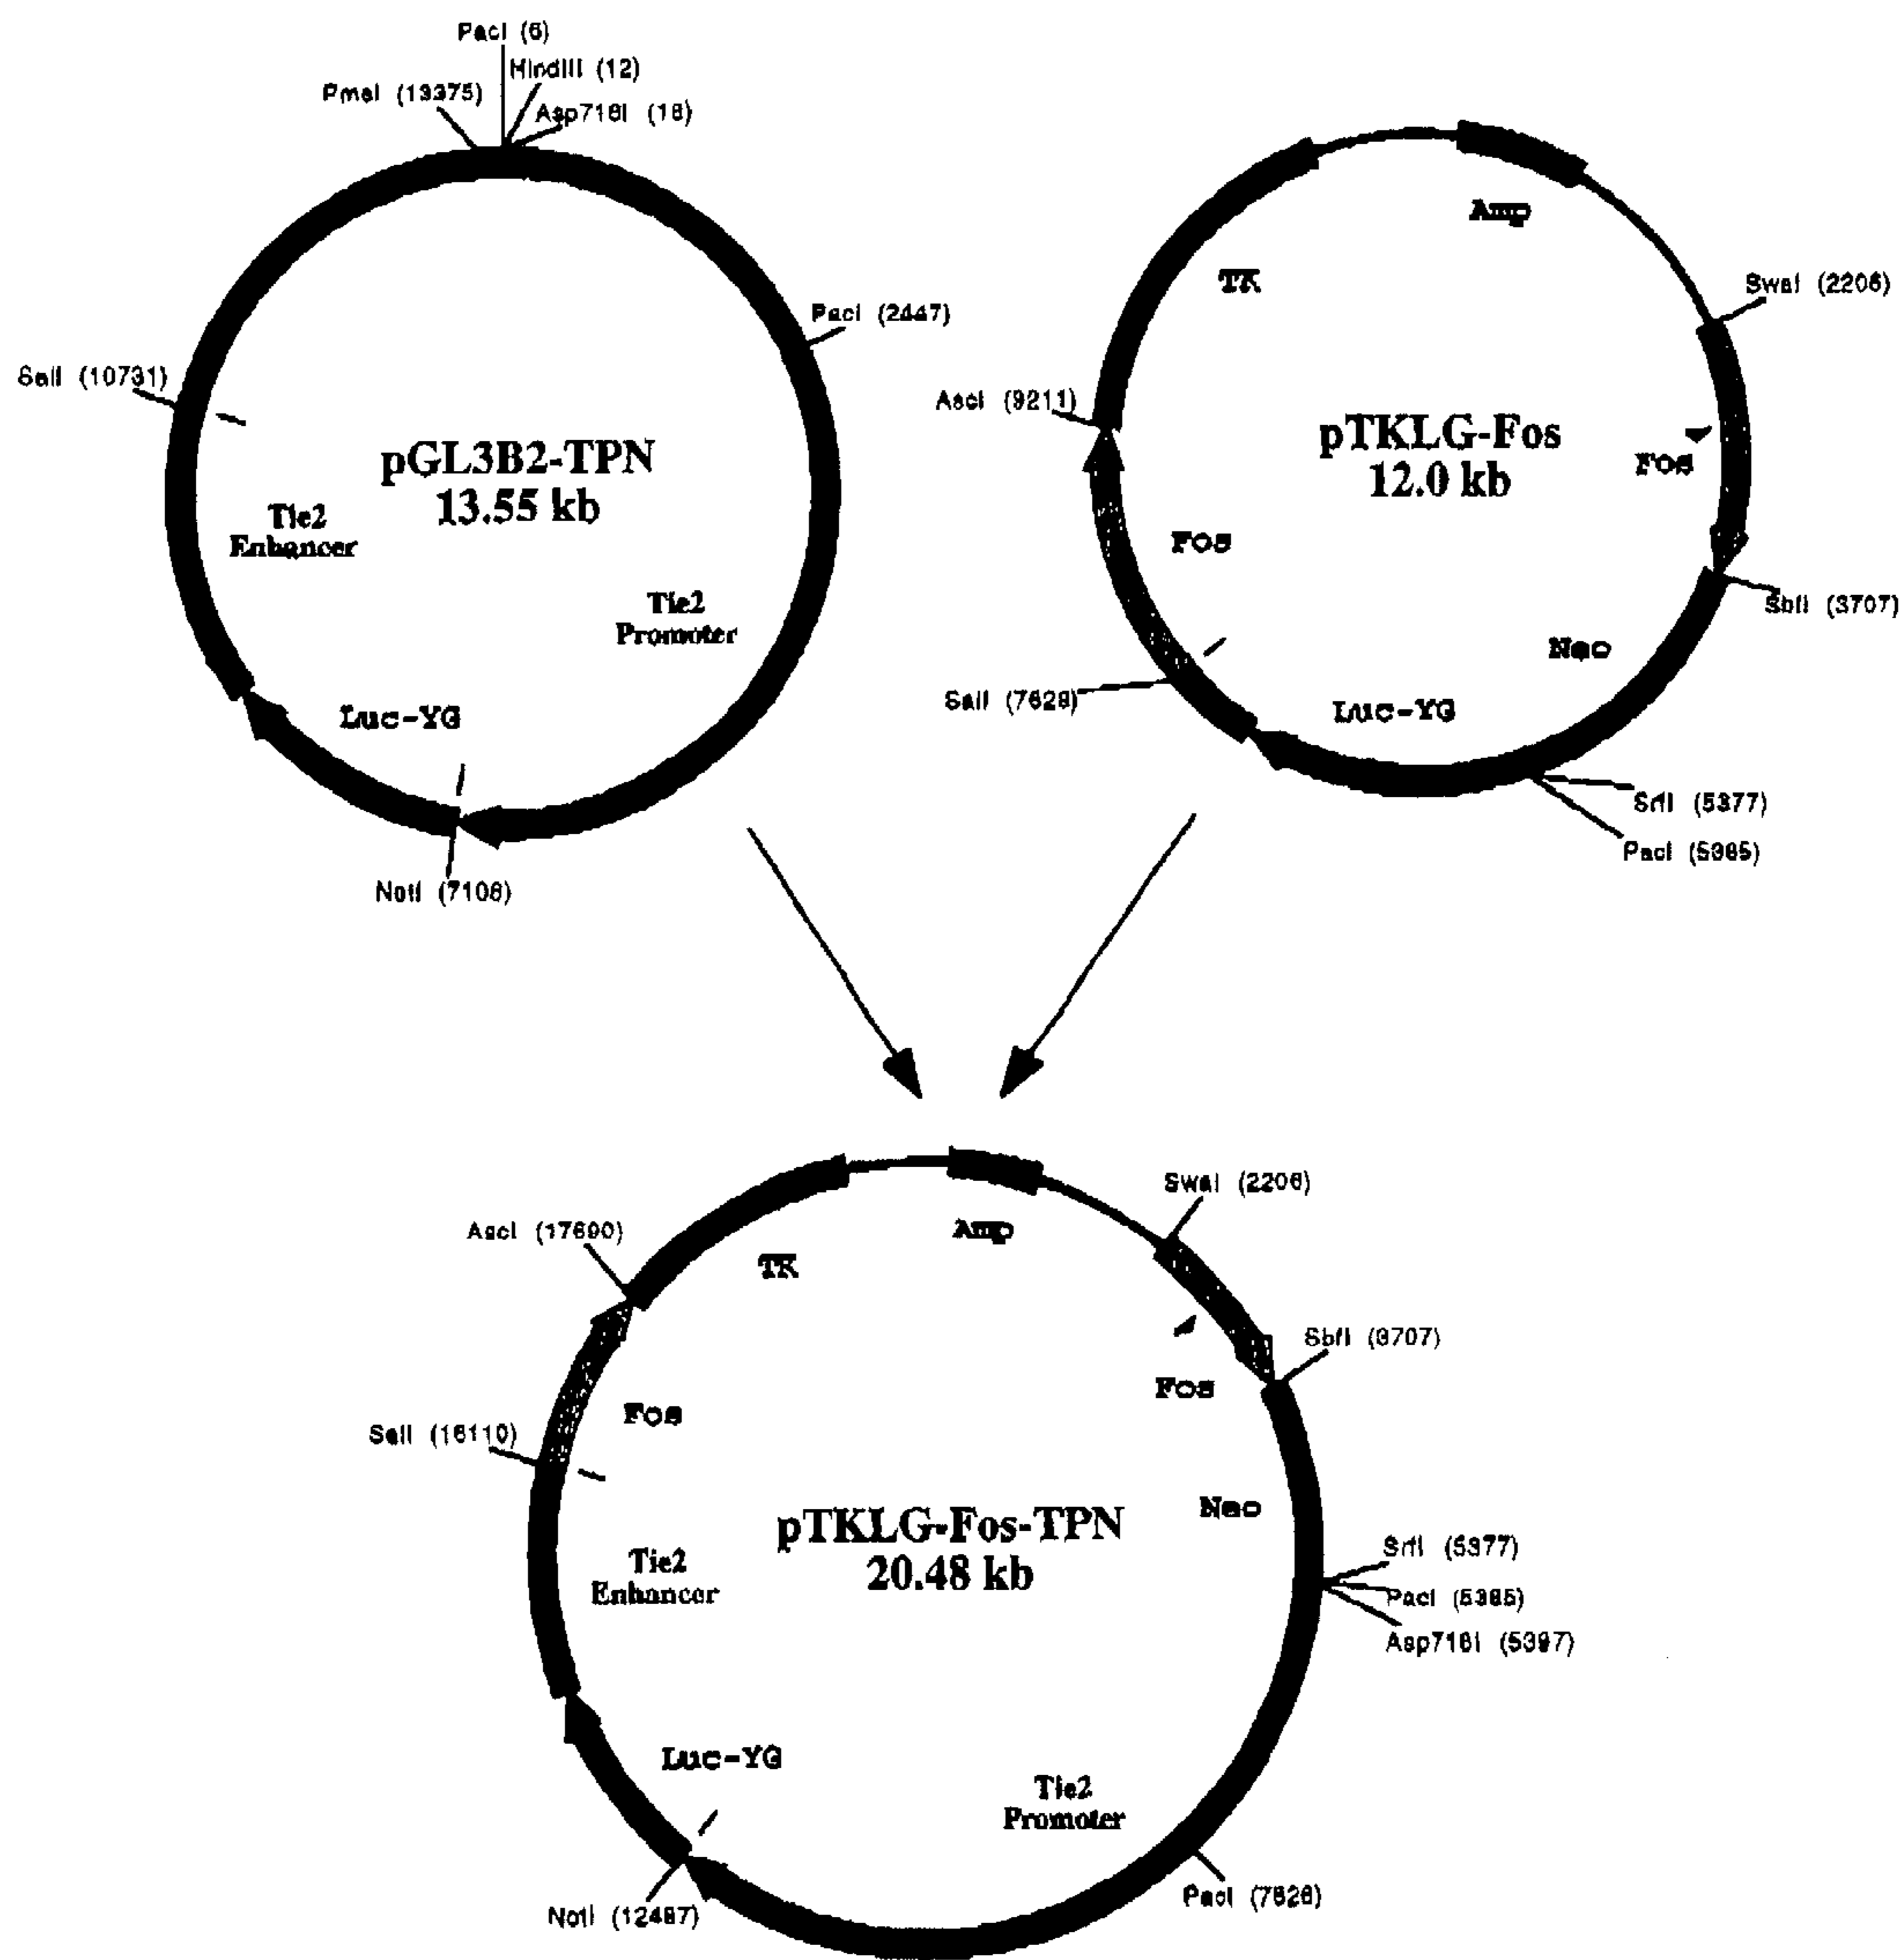 PacI (6)
HindIII (12)
PmeI (13375)
Asp718I (18)
PacI (2447)
SalI (10731)
pGL3B2-TPN
13.55 kb
Tie2
Enhancer
Tie2
Promoter
Luc-YG
NotI (7108)
Amp
TK
SwaI (2206)
AscI (9211)
pTKLG-Fos
12.0 kb
Fos
Fos
SbfI (3707)
Neo
SalI (7628)
Luc-YG
SrfI (5377)
PacI (5385)
SwaI (2206)
AscI (17690)
Amp
TK
SbfI (3707)
Fos
Fos
SalI (16110)
Neo
pTKLG-Fos-TPN
20.48 kb
SrfI (5377)
PacI (5385)
Asp718I (5397)
Tie2
Enhancer
Luc-YG
Tie2
Promoter
PacI (7826)
NotI (12487)